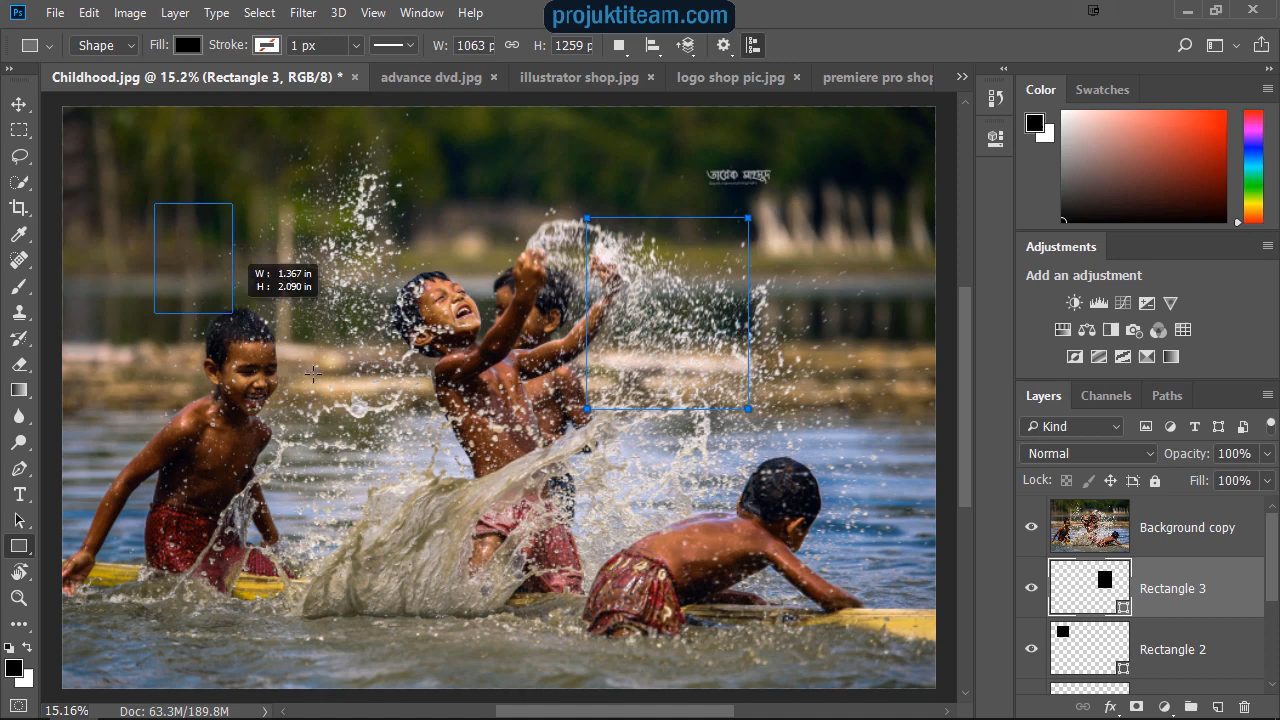 Ps File Edit Image Layer Type Select Filter 3D View Window Help
projuktiteam.com
Shape Fill: Stroke: 1 px W: 1063 p H: 1259 p
Childhood.jpg @ 15.2% (Rectangle 3, RGB/8) * × advance dvd.jpg × illustrator shop.jpg × logo shop pic.jpg × premiere pro shop
Color Swatches
তারেক মাহমুদ
W : 1.367 in
H : 2.090 in
Adjustments
Add an adjustment
Layers Channels Paths
Kind
Normal Opacity: 100%
Lock: Fill: 100%
Background copy
Rectangle 3
Rectangle 2
15.16% Doc: 63.3M/189.8M
fx